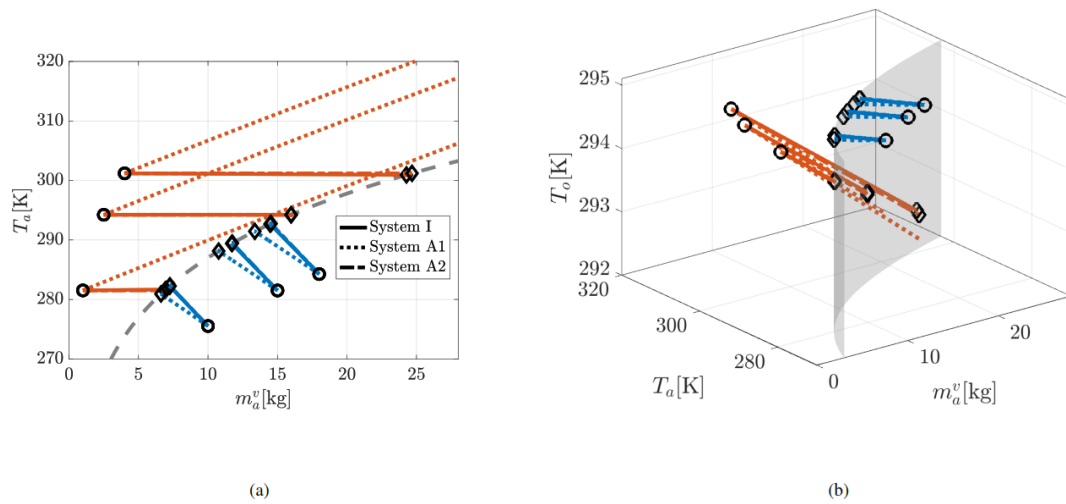 320
310
300
290
280
270
0
5
10
15
20
25
T_a[K]
m_a^v[kg]
System I
System A1
System A2
(a)
295
294
293
292
320
300
280
0
10
20
T_o[K]
T_a[K]
m_a^v[kg]
(b)